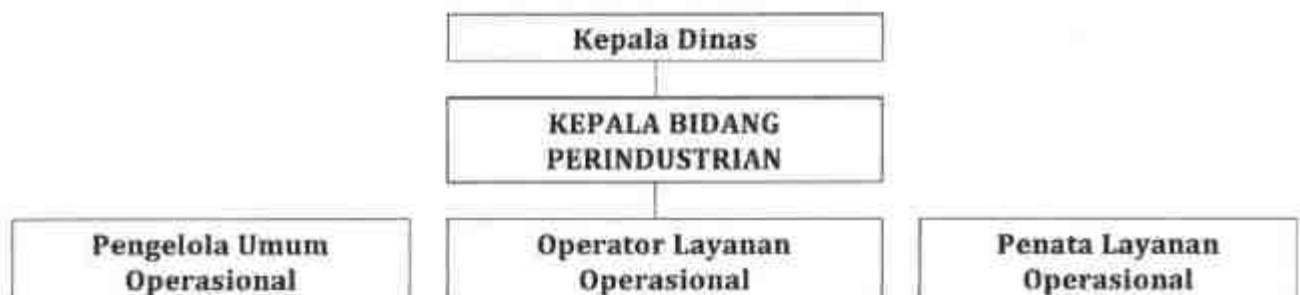 Kepala Dinas
KEPALA BIDANG
PERINDUSTRIAN
Pengelola Umum
Operasional
Operator Layanan
Operasional
Penata Layanan
Operasional